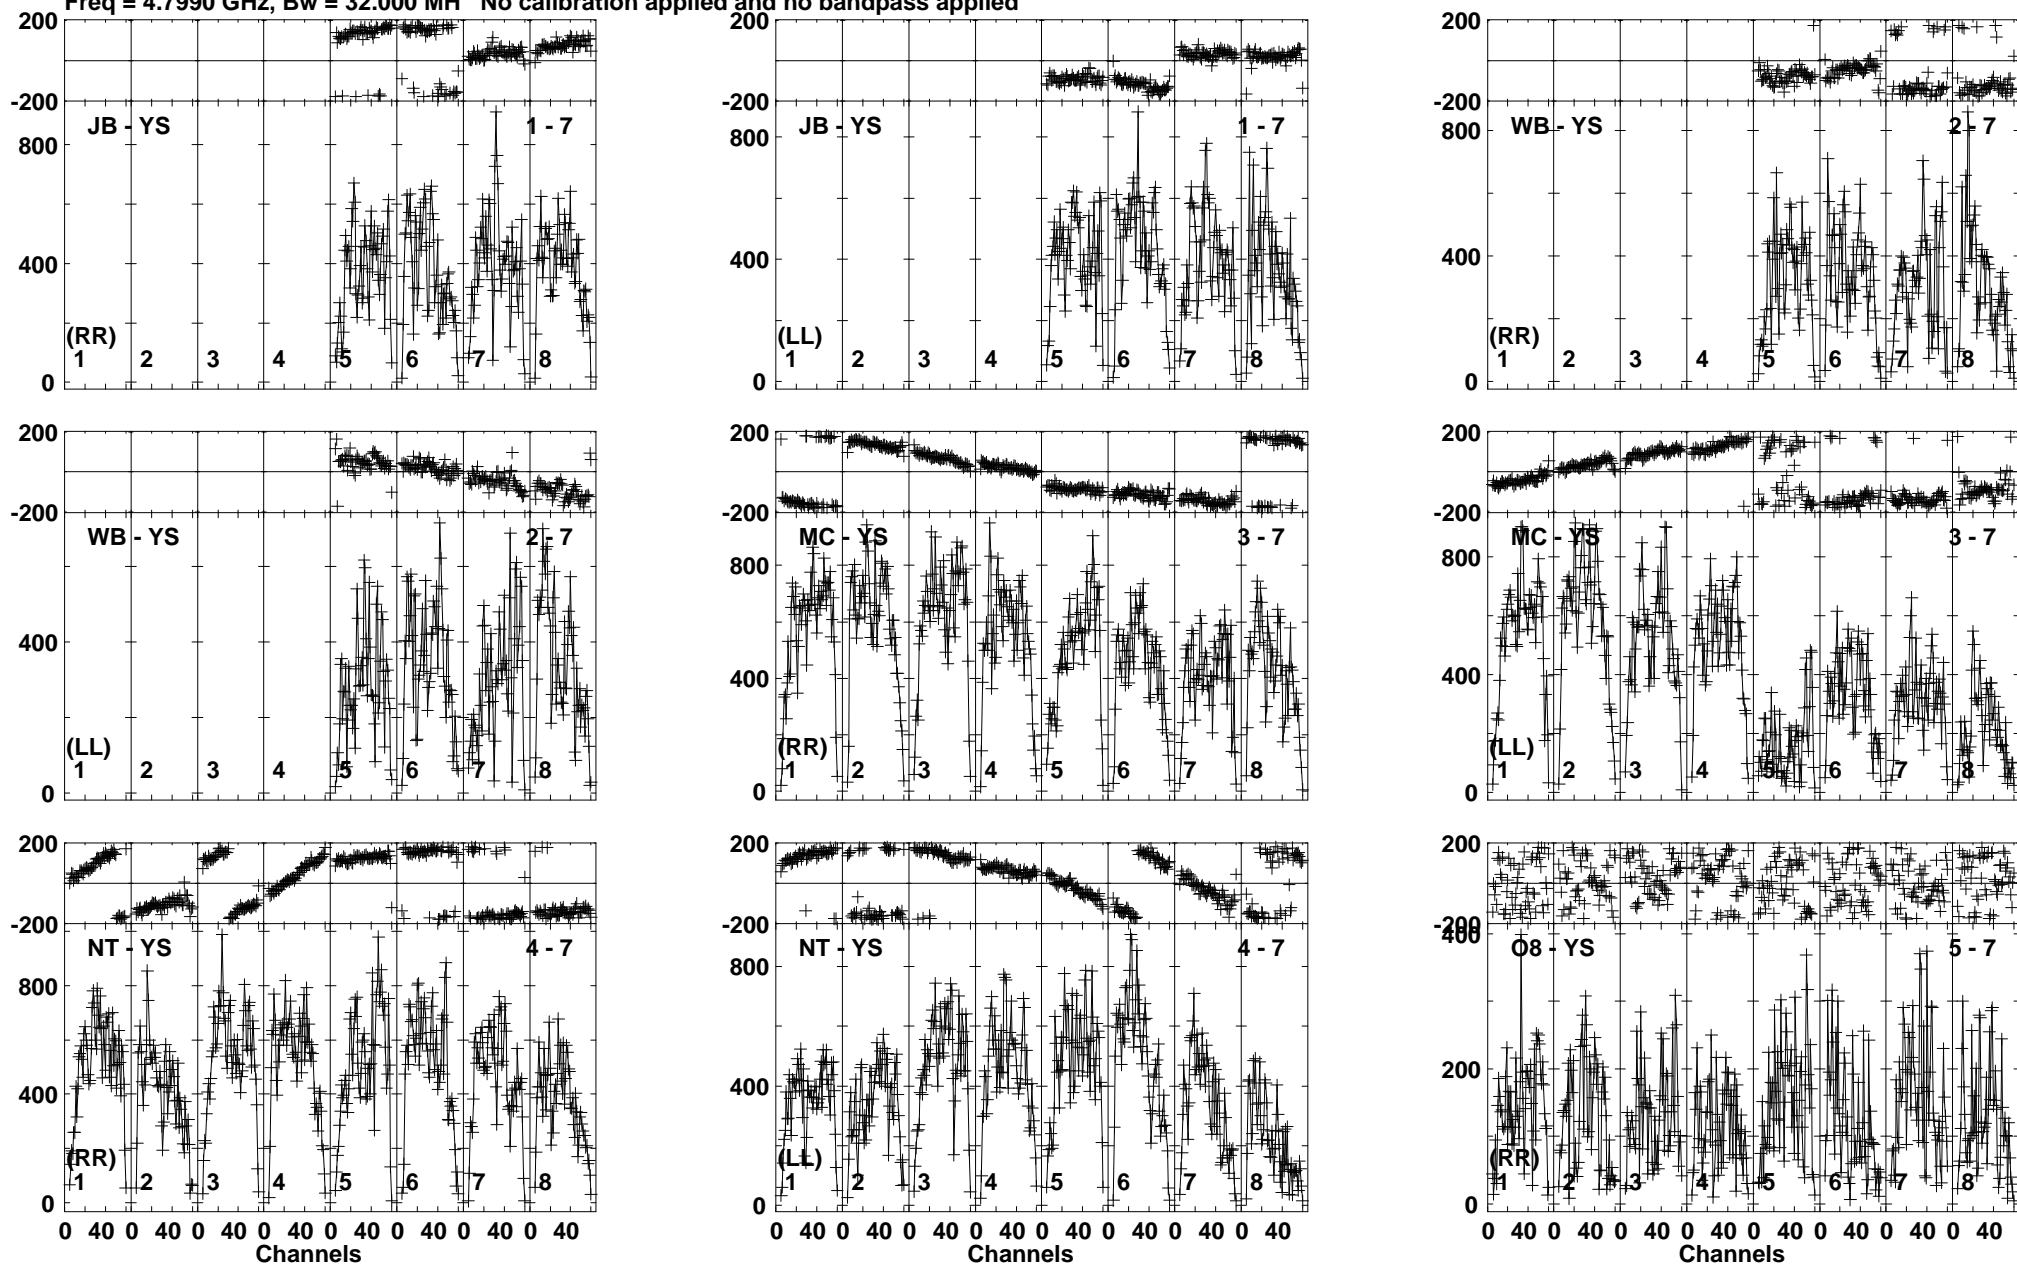 Freq = 4.7990 GHz, Bw = 32.000 MH No calibration applied and no bandpass applied
200 200 200
-200 -200 -200
JB - YS 1 - 7 JB - YS 1 - 7 WB - YS 2 - 7
800 800 800
400 400 400
(RR) (LL) (RR)
1 2 3 4 5 6 7 8 1 2 3 4 5 6 7 8 1 2 3 4 5 6 7 8
0 0 0
200 200 200
-200 -200 -200
WB - YS 2 - 7 MC - YS 3 - 7 MC - YS 3 - 7
800 800
400 400 400
(LL) (RR) (LL)
1 2 3 4 5 6 7 8 1 2 3 4 5 6 7 8 1 2 3 4 5 6 7 8
0 0 0
200 200 200
-200 -200 -200
400
NT - YS 4 - 7 NT - YS 4 - 7 O8 - YS 5 - 7
800 800
400 400 200
(RR) (LL) (RR)
1 2 3 4 5 6 7 8 1 2 3 4 5 6 7 8 1 2 3 4 5 6 7 8
0 0 0
0 40 0 40 0 40 0 40 0 40 0 40 0 40 0 40 0 40 0 40 0 40 0 40 0 40 0 40 0 40 0 40 0 40 0 40 0 40 0 40 0 40 0 40 0 40 0 40
Channels Channels Channels